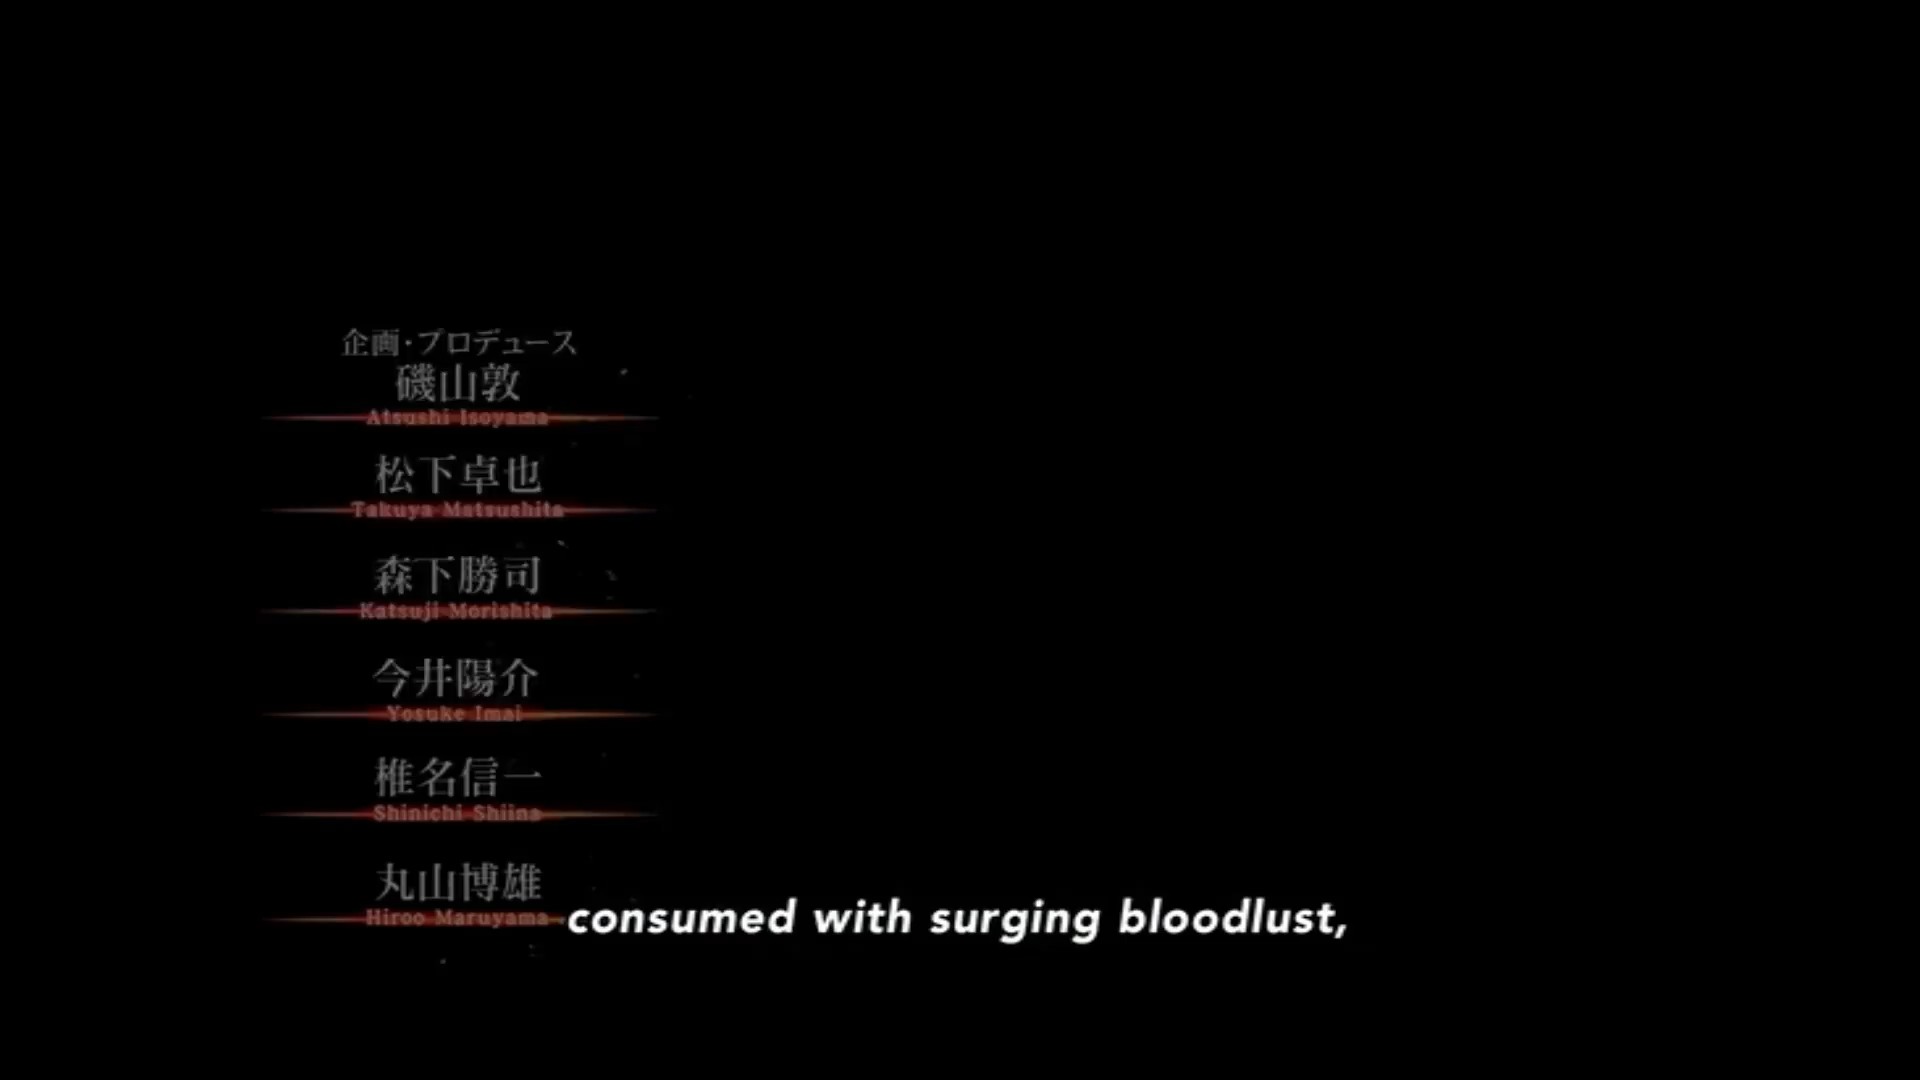 企画・プロデュース
磯山敦
Atsushi Isoyama
松下卓也
Takuya Matsushita
森下勝司
Katsuji Morishita
今井陽介
Yosuke Imai
椎名信一
Shinichi Shiina
丸山博雄
Hiroo Maruyama
consumed with surging bloodlust,